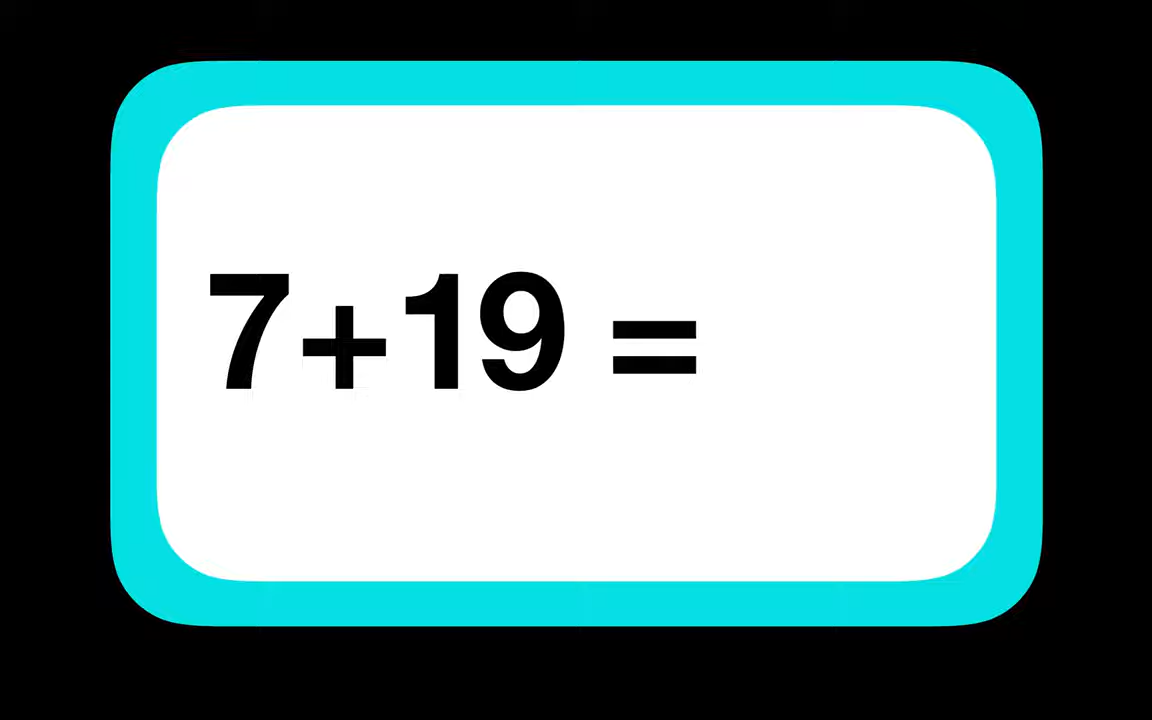 7+19 =